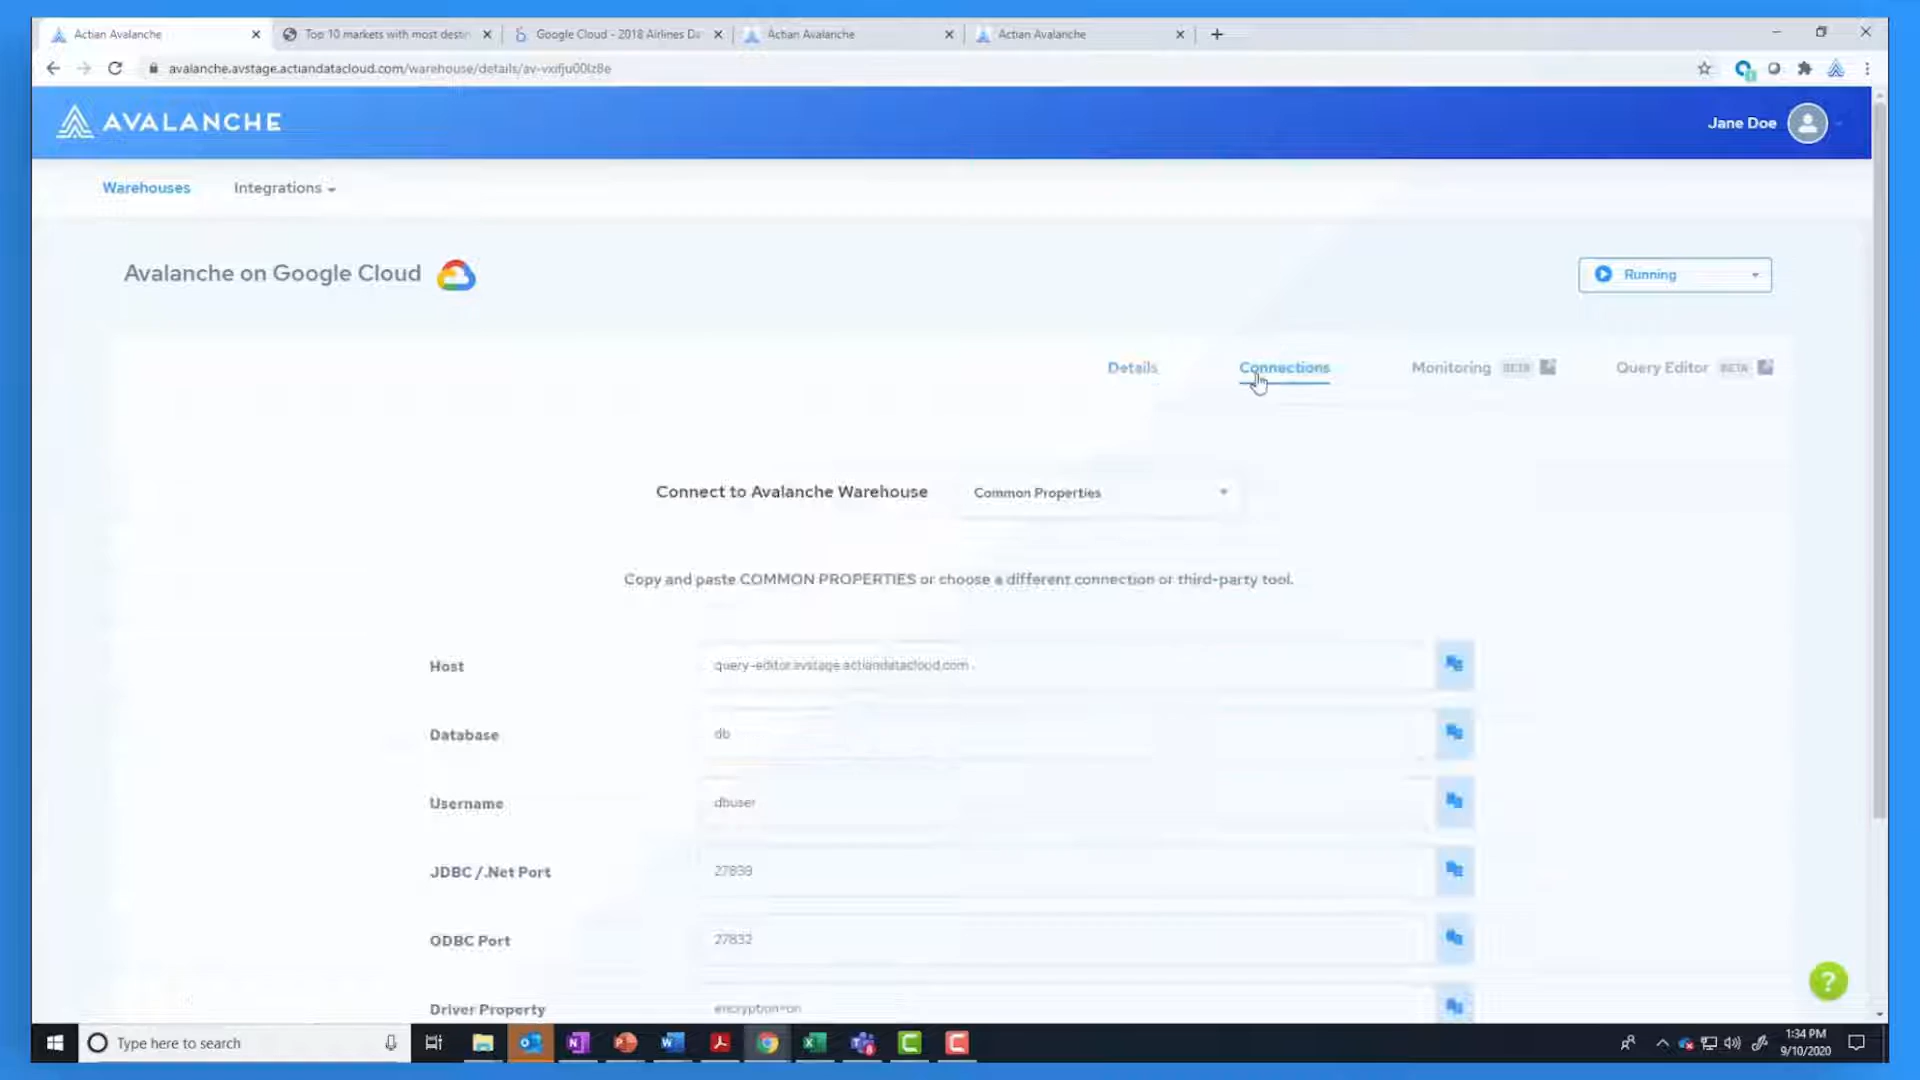 Actian Avalanche
Top 10 markets with most destin
Google Cloud - 2018 Airlines Da
Actian Avalanche
Actian Avalanche
avalanche.avstage.actiandatacloud.com/warehouse/details/
AVALANCHE
Jane Doe
Warehouses
Integrations
Avalanche on Google Cloud
Running
Details
Connections
Monitoring BETA
Query Editor BETA
Connect to Avalanche Warehouse
Common Properties
Copy and paste COMMON PROPERTIES or choose a different connection or third-party tool.
Host
query-editor.avstage.actiandatacloud.com
Database
db
Username
dbuser
JDBC /.Net Port
27839
ODBC Port
27832
Driver Property
encryption=on
?
Type here to search
1:34 PM
9/10/2020